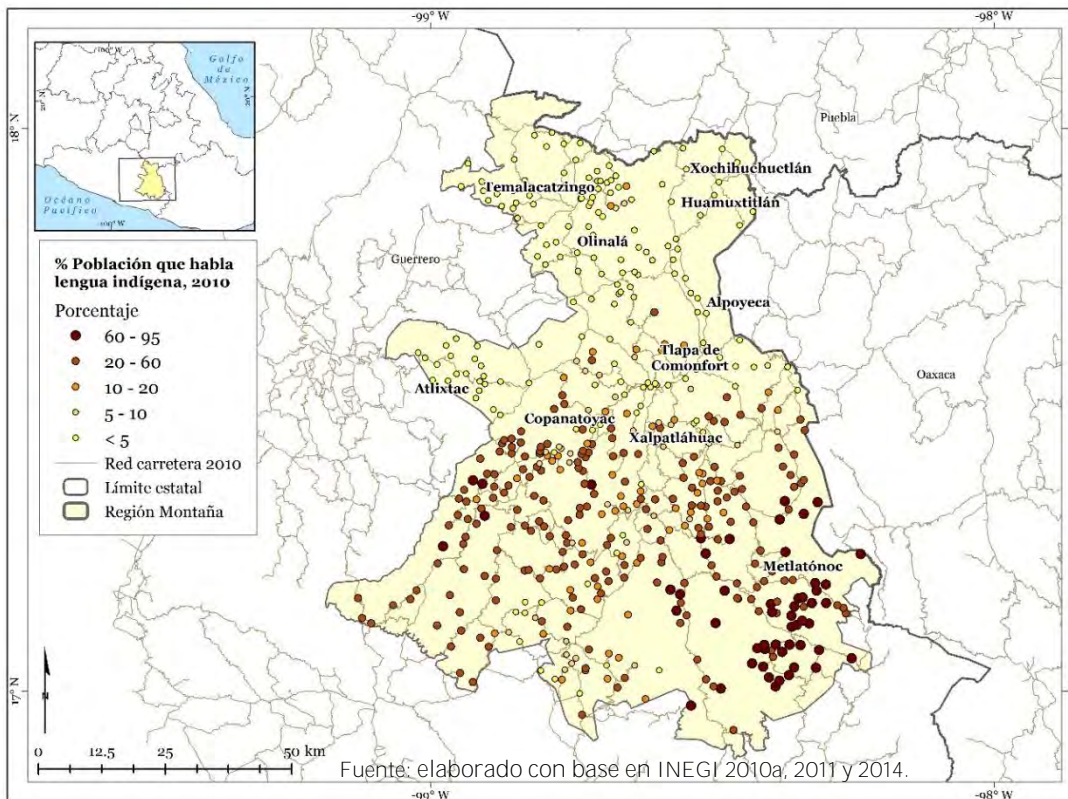 -99° W
-98° W
18° N
17° N
-99° W
-98° W
Golfo
de
México
Océano
Pacífico
-100° W
20° N
% Población que habla
lengua indígena, 2010
Porcentaje
60 - 95
20 - 60
10 - 20
5 - 10
< 5
Red carretera 2010
Límite estatal
Región Montaña
Puebla
Guerrero
Oaxaca
Xochihuehuetlán
Temalacatzingo
Huamuxtitlán
Olinalá
Alpoyeca
Tlapa de
Comonfort
Atlixtac
Copanatoyac
Xalpatláhuac
Metlatónoc
0 12.5 25 50 km
Fuente: elaborado con base en INEGI 2010a, 2011 y 2014.